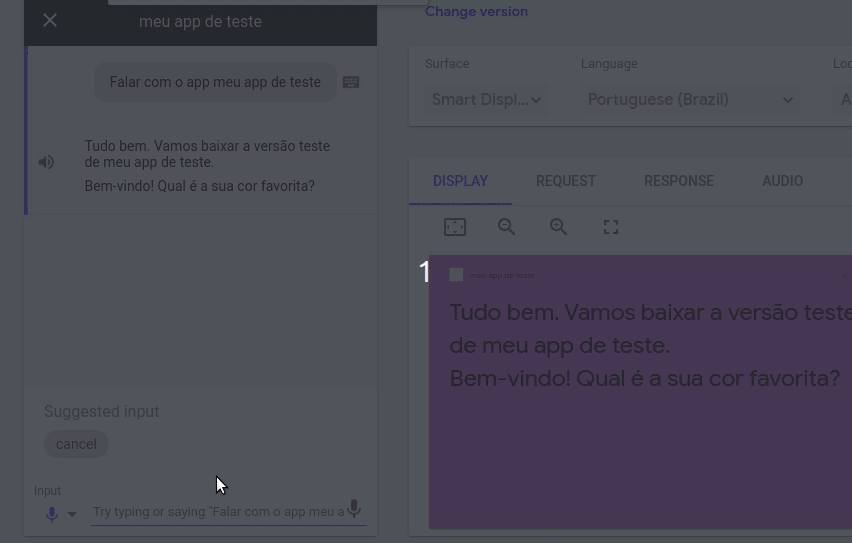 meu app de teste
Falar com o app meu app de teste
Tudo bem. Vamos baixar a versão teste
de meu app de teste.
Bem-vindo! Qual é a sua cor favorita?
Suggested input
cancel
Input
Try typing or saying "Falar com o app meu a
Change version
Surface
Language
Loc
Smart Displ...
Portuguese (Brazil)
A
DISPLAY
REQUEST
RESPONSE
AUDIO
1
meu app de teste
Tudo bem. Vamos baixar a versão teste
de meu app de teste.
Bem-vindo! Qual é a sua cor favorita?